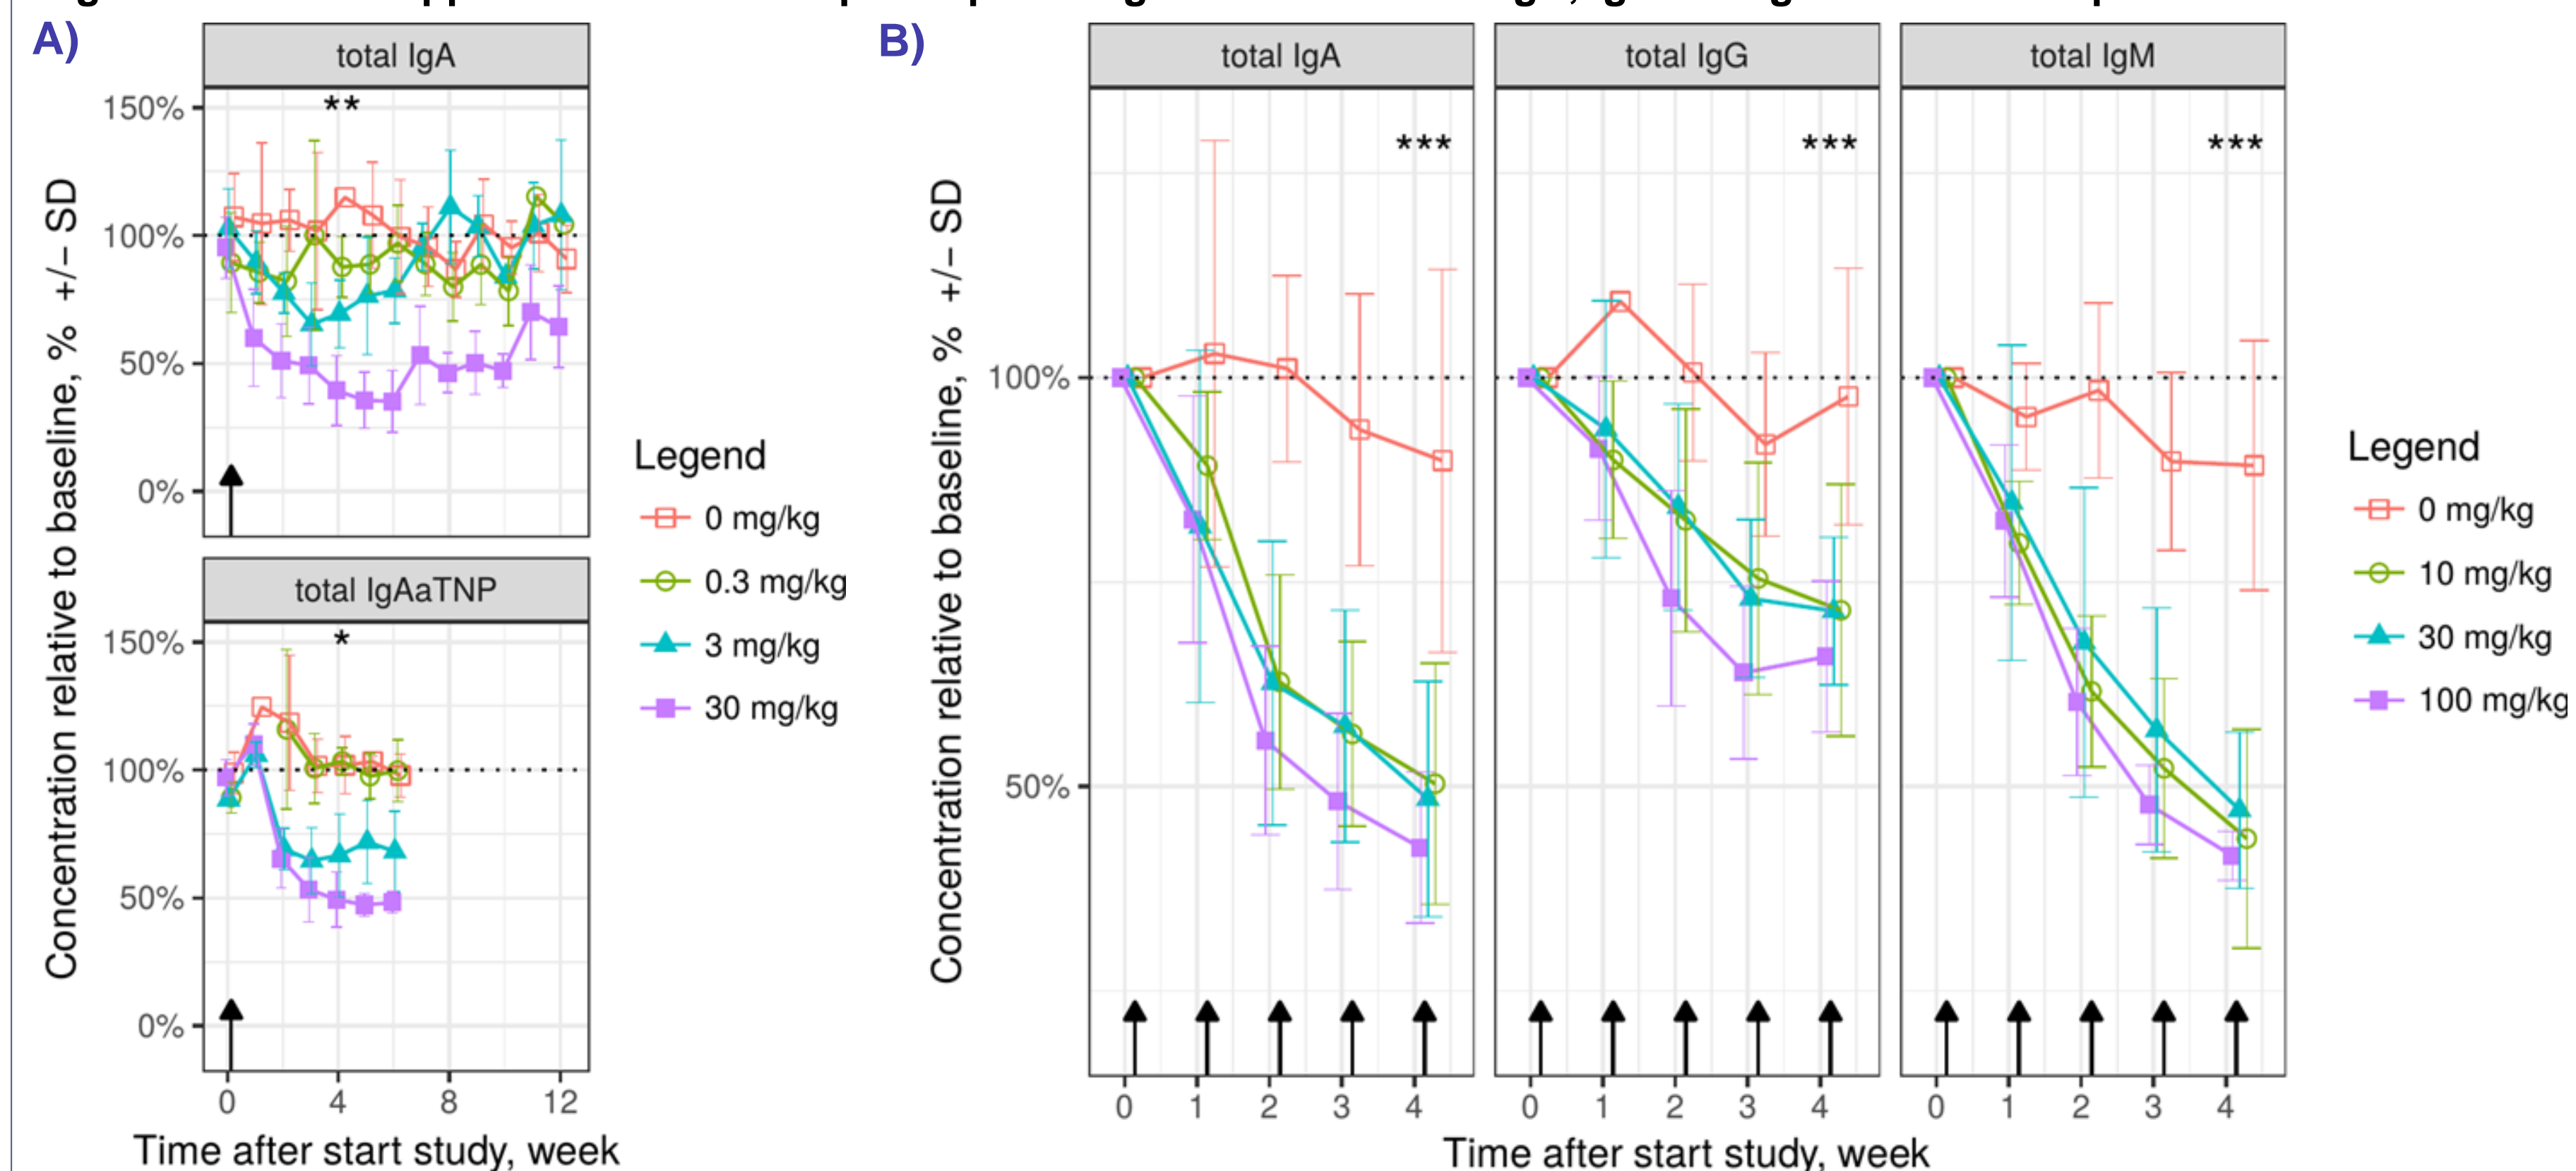 A)
total IgA
**
150%
100%
50%
0%
total IgAaTNP
*
150%
100%
50%
0%
0 4 8 12
Time after start study, week
Concentration relative to baseline, % +/− SD
Legend
0 mg/kg
0.3 mg/kg
3 mg/kg
30 mg/kg
B)
total IgA total IgG total IgM
*** *** ***
100%
50%
0 1 2 3 4 0 1 2 3 4 0 1 2 3 4
Time after start study, week
Concentration relative to baseline, % +/− SD
Legend
0 mg/kg
10 mg/kg
30 mg/kg
100 mg/kg